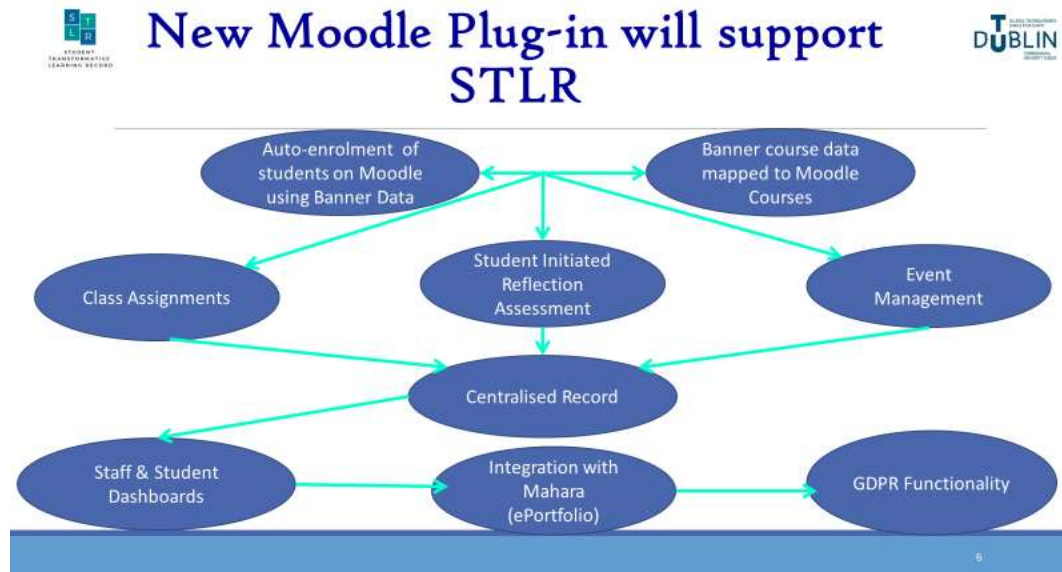 S T
L R
STUDENT
TRANSFORMATIVE
LEARNING RECORD
New Moodle Plug-in will support
STLR
DUBLIN
Auto-enrolment of
students on Moodle
using Banner Data
Banner course data
mapped to Moodle
Courses
Class Assignments
Student Initiated
Reflection
Assessment
Event
Management
Centralised Record
Staff & Student
Dashboards
Integration with
Mahara
(ePortfolio)
GDPR Functionality
6